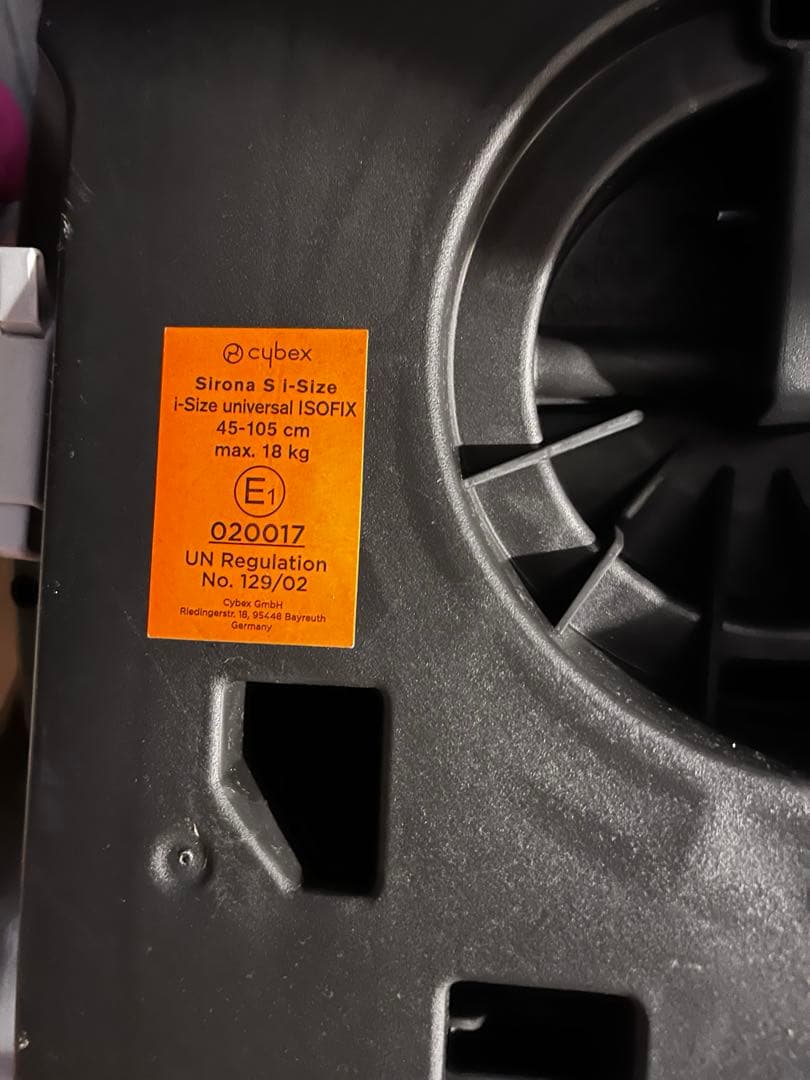 cybex
Sirona S i-Size
i-Size universal ISOFIX
45-105 cm
max. 18 kg
E1
020017
UN Regulation
No. 129/02
Cybex GmbH
Riedingerstr. 18, 95448 Bayreuth
Germany